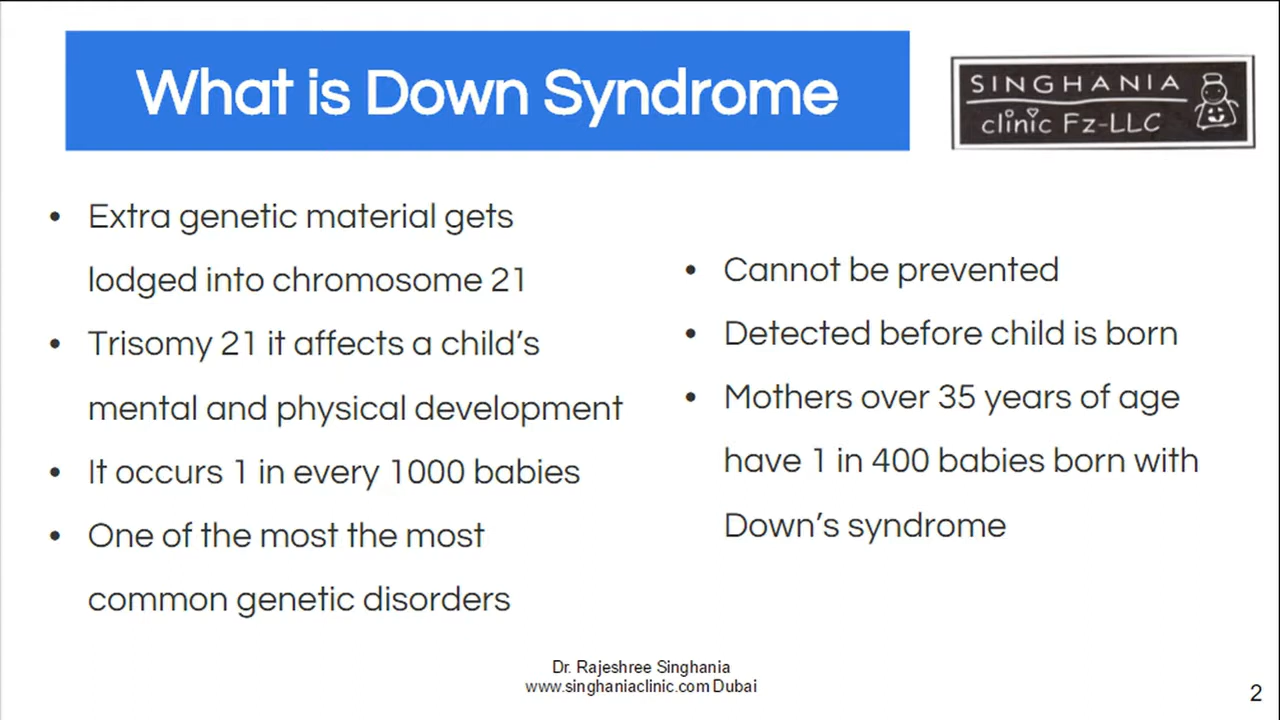 What is Down Syndrome
SINGHANIA
clinic Fz-LLC
• Extra genetic material gets
lodged into chromosome 21
• Trisomy 21 it affects a child’s
mental and physical development
• It occurs 1 in every 1000 babies
• One of the most the most
common genetic disorders
• Cannot be prevented
• Detected before child is born
• Mothers over 35 years of age
have 1 in 400 babies born with
Down’s syndrome
Dr. Rajeshree Singhania
www.singhaniaclinic.com Dubai
2